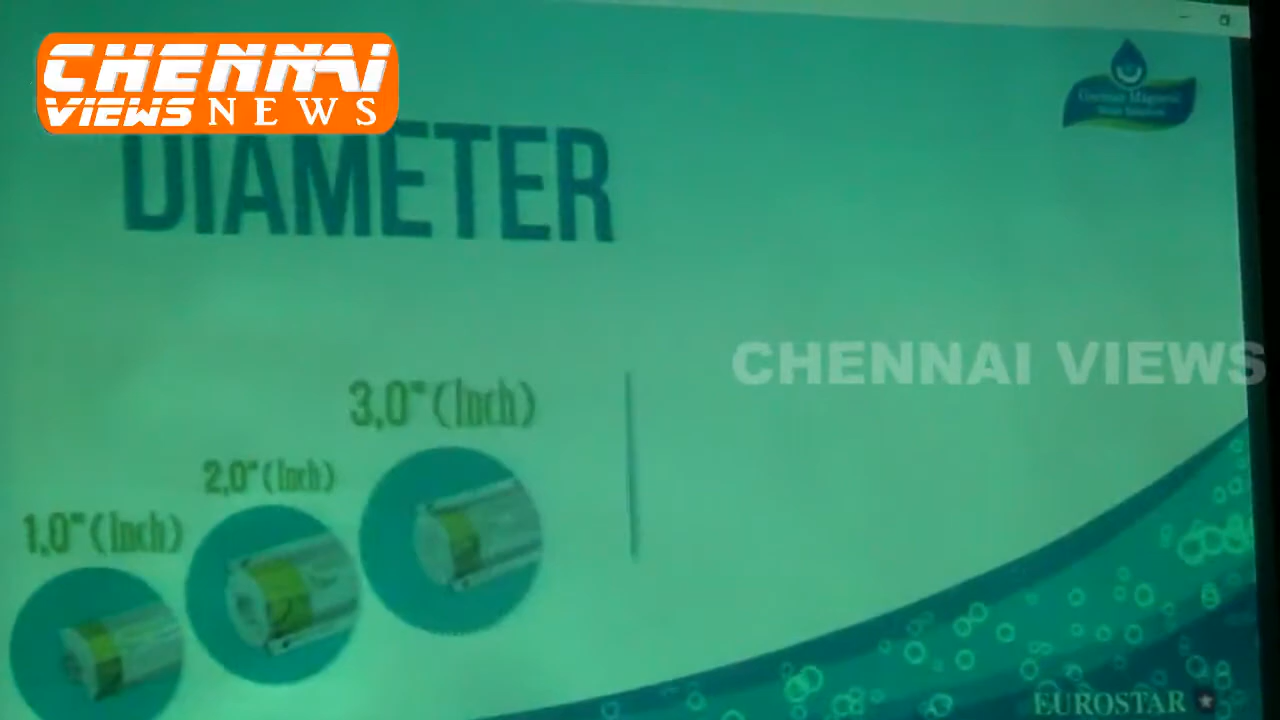 CHENNAI
VIEWS NEWS
DIAMETER
CHENNAI VIEWS
3,0"(Inch)
2,0"(Inch)
1,0"(Inch)
EUROSTAR